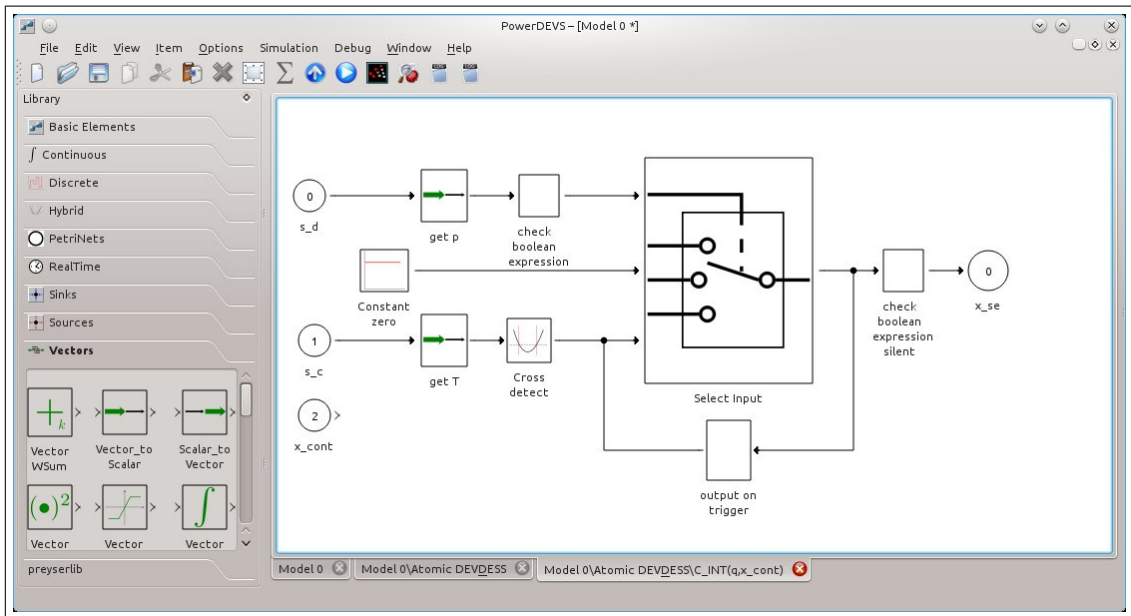 PowerDEVS – [Model 0 *]
File Edit View Item Options Simulation Debug Window Help
LOG LOG
Library
Basic Elements
Continuous
Discrete
Hybrid
PetriNets
RealTime
Sinks
Sources
Vectors
Vector WSum
Vector_to Scalar
Scalar_to Vector
Vector Vector Vector
preyserlib
0
s_d
get p
check
boolean
expression
Constant
zero
1
s_c
get T
Cross
detect
2
x_cont
Select Input
output on
trigger
check
boolean
expression
silent
0
x_se
Model 0
Model 0\Atomic DEVDESS
Model 0\Atomic DEVDESS\C_INT(q,x_cont)